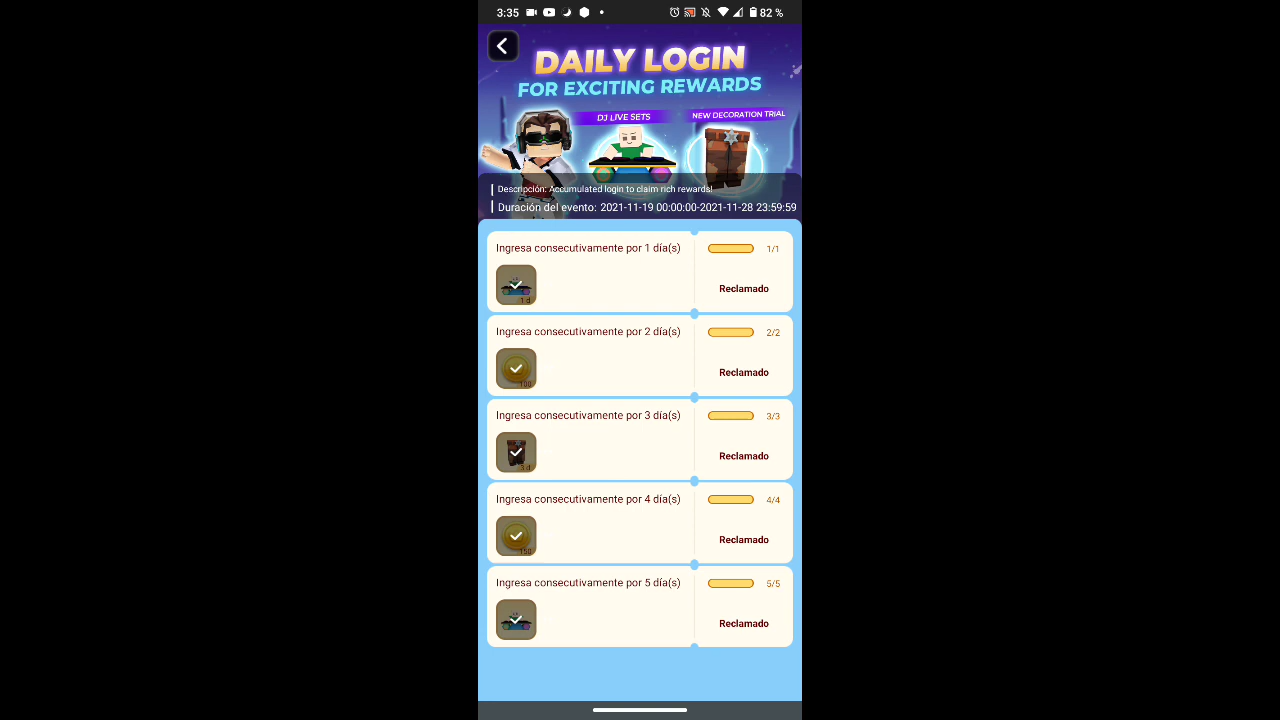 3:35
82 %
DAILY LOGIN
FOR EXCITING REWARDS
DJ LIVE SETS
NEW DECORATION TRIAL
Descripción: Accumulated login to claim rich rewards!
Duración del evento: 2021-11-19 00:00:00-2021-11-28 23:59:59
Ingresa consecutivamente por 1 día(s)
1/1
1 d
Reclamado
Ingresa consecutivamente por 2 día(s)
2/2
100
Reclamado
Ingresa consecutivamente por 3 día(s)
3/3
3 d
Reclamado
Ingresa consecutivamente por 4 día(s)
4/4
150
Reclamado
Ingresa consecutivamente por 5 día(s)
5/5
Reclamado